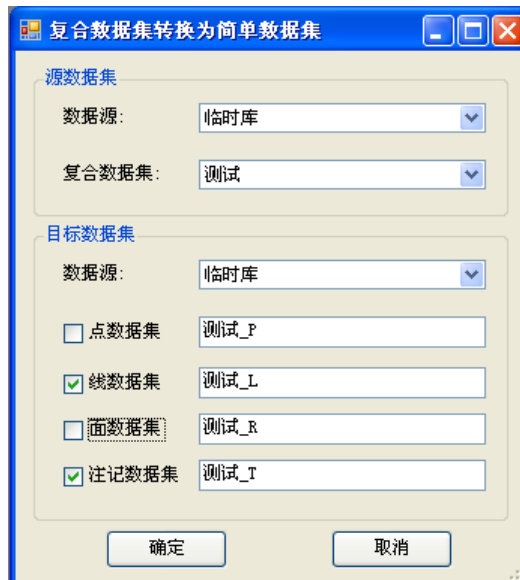 复合数据集转换为简单数据集
源数据集
数据源: 临时库
复合数据集: 测试
目标数据集
数据源: 临时库
点数据集 测试_P
线数据集 测试_L
面数据集 测试_R
注记数据集 测试_T
确定 取消